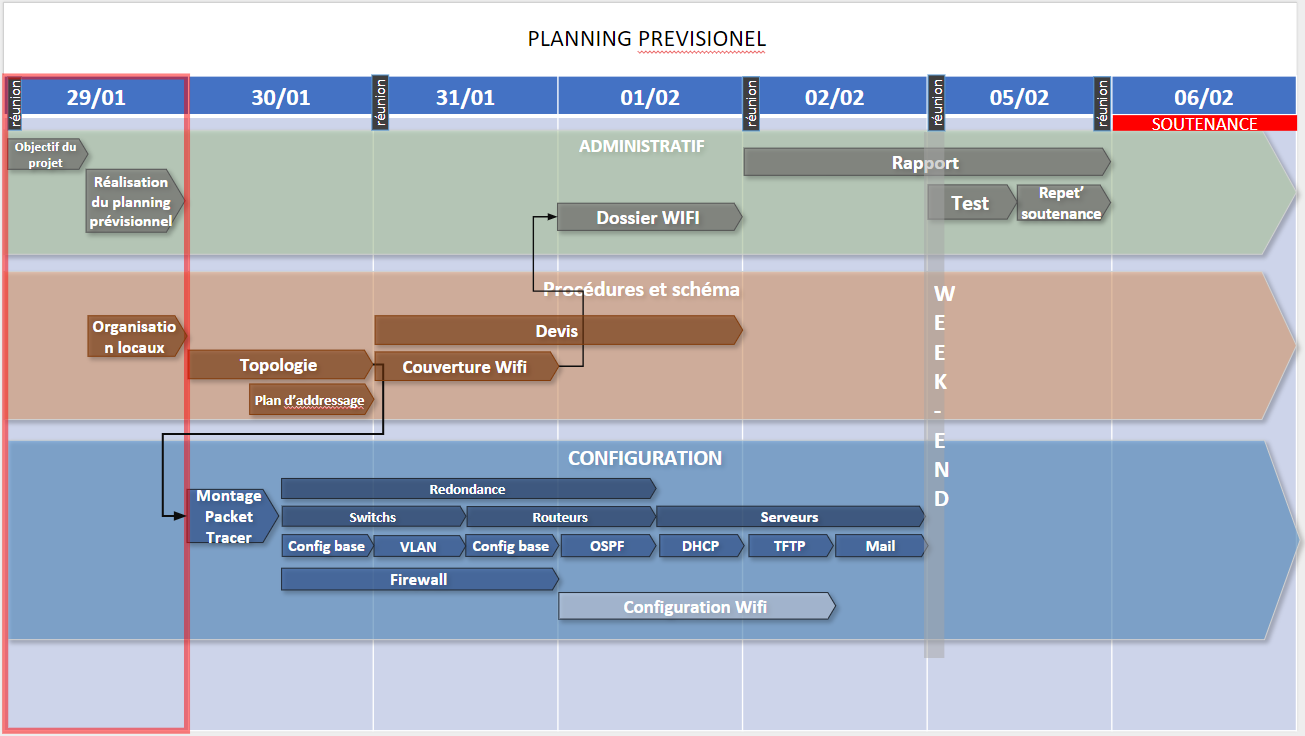 PLANNING PREVISIONEL
réunion
29/01
30/01
réunion
31/01
01/02
réunion
02/02
réunion
05/02
réunion
06/02
SOUTENANCE
ADMINISTRATIF
Objectif du
projet
Réalisation
du planning
prévisionnel
Dossier WIFI
Rapport
Test
Repet’
soutenance
Procédures et schéma
Organisatio
n locaux
Devis
Topologie
Couverture Wifi
Plan d’addressage
W
E
E
K
-
E
N
D
CONFIGURATION
Montage
Packet
Tracer
Redondance
Switchs
Routeurs
Serveurs
Config base
VLAN
Config base
OSPF
DHCP
TFTP
Mail
Firewall
Configuration Wifi